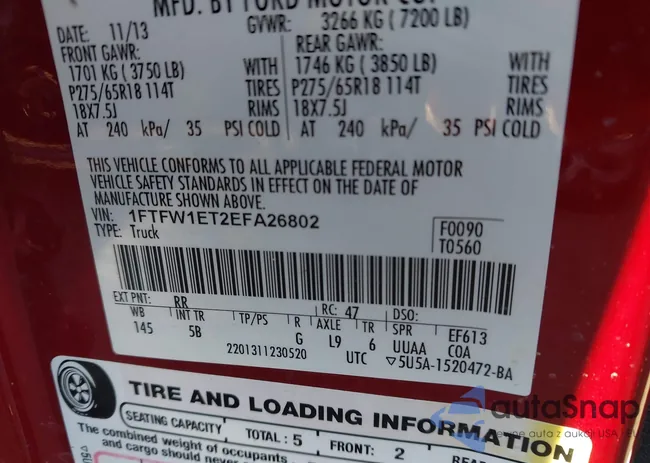 MFD. BY FORD MOTOR CO.
DATE: 11/13 GVWR: 3266 KG ( 7200 LB)
FRONT GAWR: REAR GAWR:
1701 KG ( 3750 LB) WITH 1746 KG ( 3850 LB) WITH
P275/65R18 114T TIRES P275/65R18 114T TIRES
18X7.5J RIMS 18X7.5J RIMS
AT 240 kPa/ 35 PSI COLD AT 240 kPa/ 35 PSI COLD
THIS VEHICLE CONFORMS TO ALL APPLICABLE FEDERAL MOTOR
VEHICLE SAFETY STANDARDS IN EFFECT ON THE DATE OF
MANUFACTURE SHOWN ABOVE.
VIN: 1FTFW1ET2EFA26802 F0090
TYPE: Truck T0560
EXT PNT: RR RC: 47 DSO:
WB INT TR TP/PS R AXLE TR SPR EF613
145 5B G L9 6 UUAA COA
2201311230520 UTC ▽5U5A-1520472-BA
TIRE AND LOADING INFORMATION
SEATING CAPACITY TOTAL : 5 FRONT: 2
The combined weight of occupants
and cargo should never
autaSnap
pewne auta z aukcji USA i EU